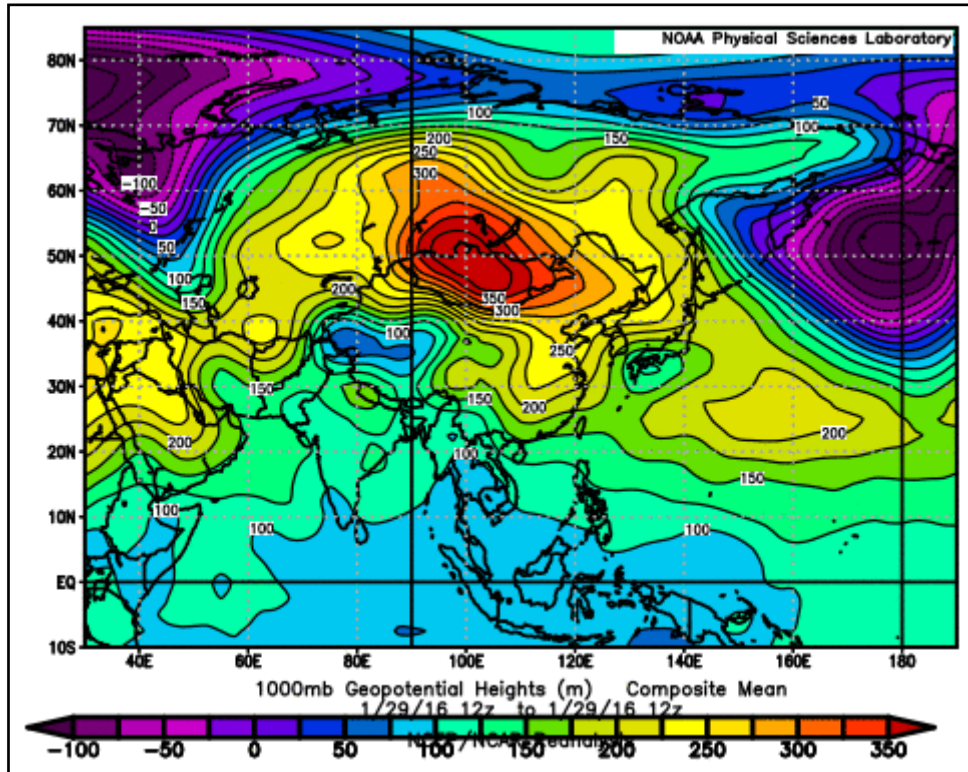 NOAA Physical Sciences Laboratory
80N
50
70N
100
200
150
100
250
60N
300
-100
-50
0
50N
50
100
150
200
350
300
40N
100
250
30N
150
150
200
200
200
20N
100
150
100
10N
100
100
EQ
10S
40E
60E
80E
100E
120E
140E
160E
180
1000mb Geopotential Heights (m) Composite Mean
1/29/16 12z to 1/29/16 12z
NCEP/NCAR Reanalysis
-100 -50 0 50 100 150 200 250 300 350